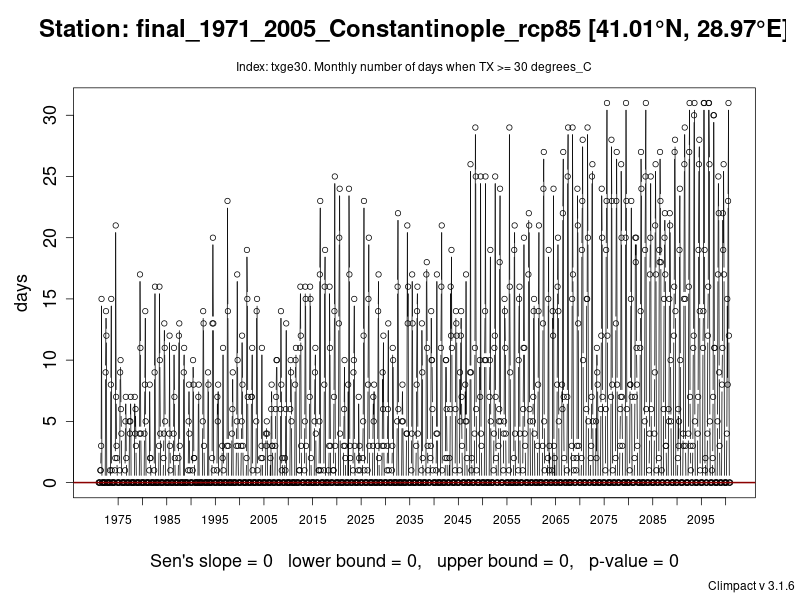 Station: final_1971_2005_Constantinople_rcp85 [41.01°N, 28.97°E]
Index: txge30. Monthly number of days when TX >= 30 degrees_C
30
25
20
15
10
5
0
days
1975 1985 1995 2005 2015 2025 2035 2045 2055 2065 2075 2085 2095
Sen's slope = 0 lower bound = 0, upper bound = 0, p-value = 0
Climpact v 3.1.6